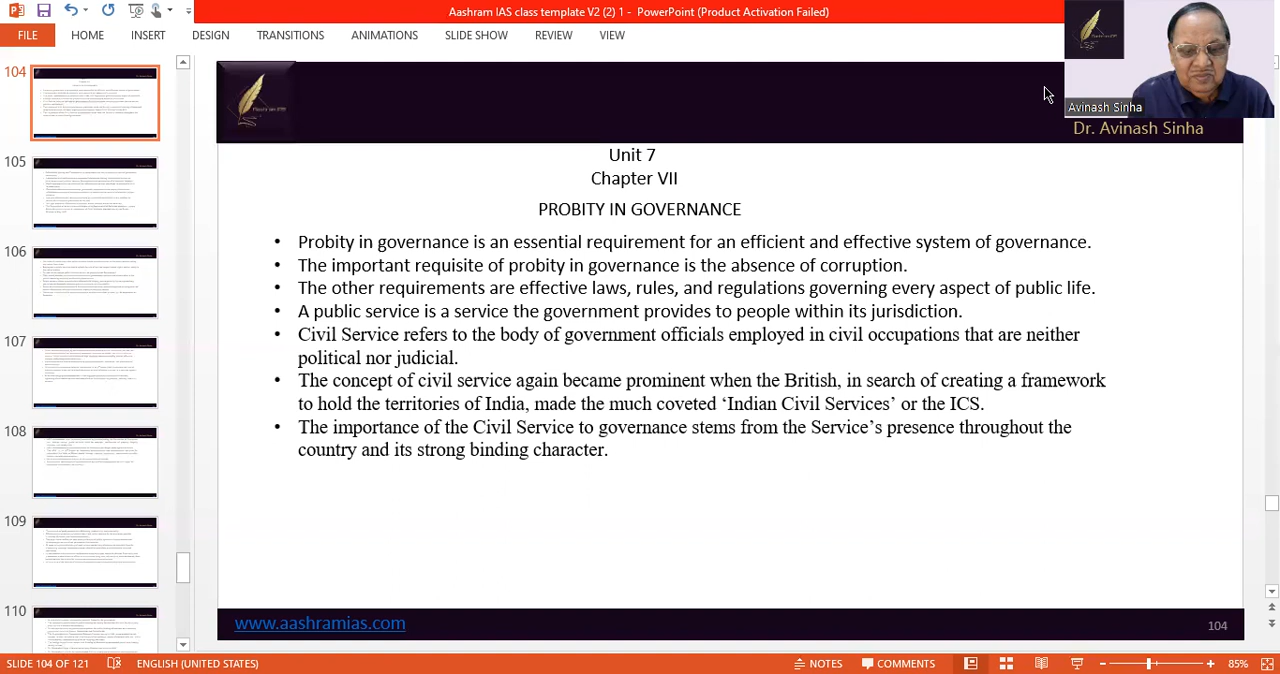 Aashram IAS class template V2 (2) 1 - PowerPoint (Product Activation Failed)
FILE HOME INSERT DESIGN TRANSITIONS ANIMATIONS SLIDE SHOW REVIEW VIEW
Avinash Sinha
Dr. Avinash Sinha
104
105
106
107
108
109
110
Unit 7
Chapter VII
PROBITY IN GOVERNANCE
• Probity in governance is an essential requirement for an efficient and effective system of governance.
• The important requisite of probity in governance is the absence of corruption.
• The other requirements are effective laws, rules, and regulations governing every aspect of public life.
• A public service is a service the government provides to people within its jurisdiction.
• Civil Service refers to the body of government officials employed in civil occupations that are neither
political nor judicial.
• The concept of civil service again became prominent when the British, in search of creating a framework
to hold the territories of India, made the much coveted ‘Indian Civil Services’ or the ICS.
• The importance of the Civil Service to governance stems from the Service’s presence throughout the
country and its strong binding character.
www.aashramias.com
104
SLIDE 104 OF 121 ENGLISH (UNITED STATES) NOTES COMMENTS 85%